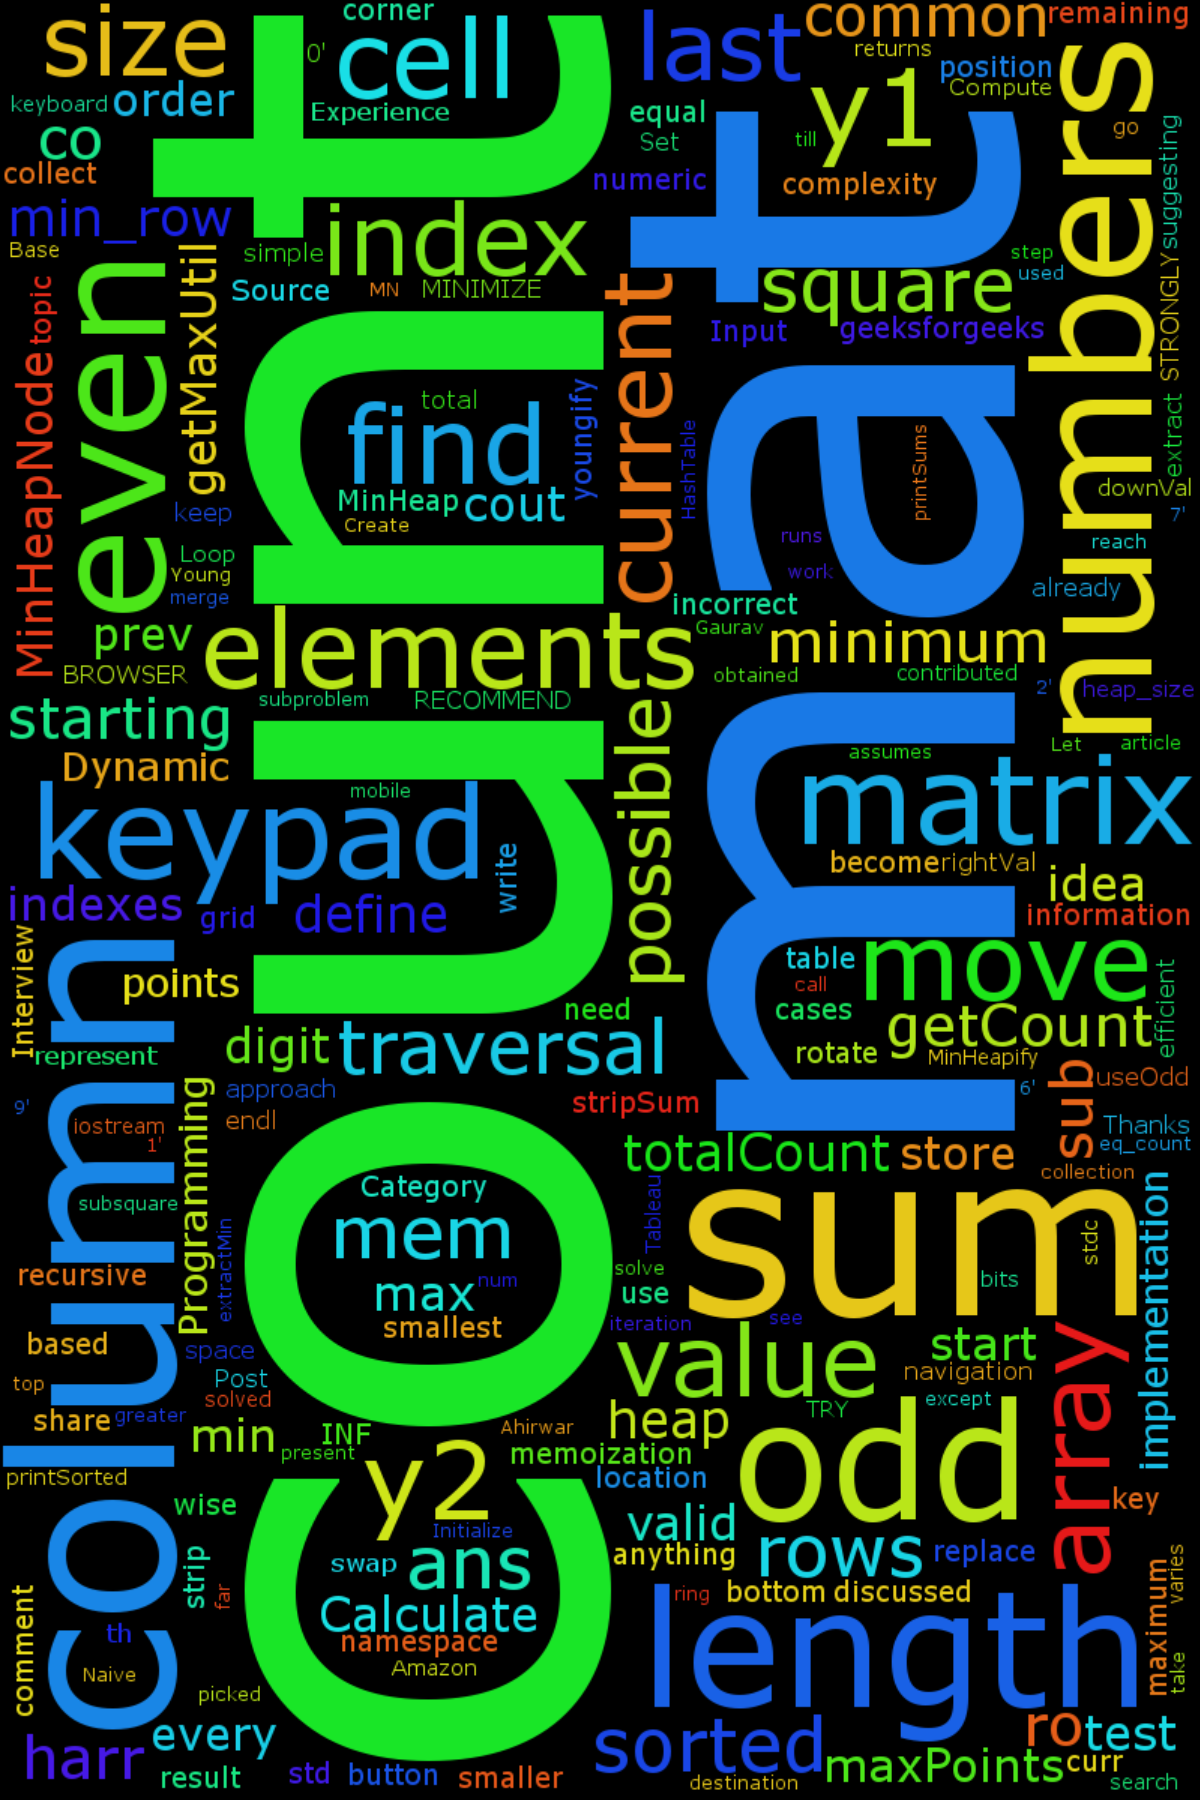 size
corner
0'
cell
Experience
keyboard
order
co
collect
min_row
Base
count
last
common
remaining
returns
position
Compute
y1
equal
Set
till
numeric
complexity
mat
numbers
go
suggesting
STRONGLY
step
used
simple
index
Source
MN
MINIMIZE
square
Input
geeksforgeeks
topic
MinHeapNode
even
getMaxUtil
keep
Loop
Young
merge
prev
BROWSER
total
find
youngify
MinHeap
cout
Create
current
HashTable
printSums
runs
work
incorrect
Gaurav
minimum
obtained
contributed
extract
downVal
7'
reach
already
2'
heap_size
Let
article
elements
subproblem
RECOMMEND
possible
starting
Dynamic
mobile
keypad
write
indexes
grid
define
assumes
matrix
become
rightVal
idea
information
table
move
call
cases
getCount
rotate
MinHeapify
efficient
6'
sub
useOdd
Thanks
eq_count
collection
Interview
column
points
represent
need
digit
traversal
approach
endl
stripSum
9'
iostream
1'
Programming
subsquare
extractMin
recursive
based
space
top
Post
solved
share
greater
printSorted
Category
mem
max
num
smallest
totalCount
store
Tableau
sum
stdc
bits
implementation
solve
use
iteration
see
value
start
navigation
array
except
TRY
heap
odd
key
min
INF
present
Ahirwar
memoization
location
y2
Initialize
swap
ans
Calculate
namespace
Amazon
wise
strip
far
comment
th
Naive
picked
valid
anything
rows
replace
ring
bottom
discussed
length
maximum
varies
take
harr
every
result
std
button
smaller
sorted
destination
maxPoints
ro
test
curr
search